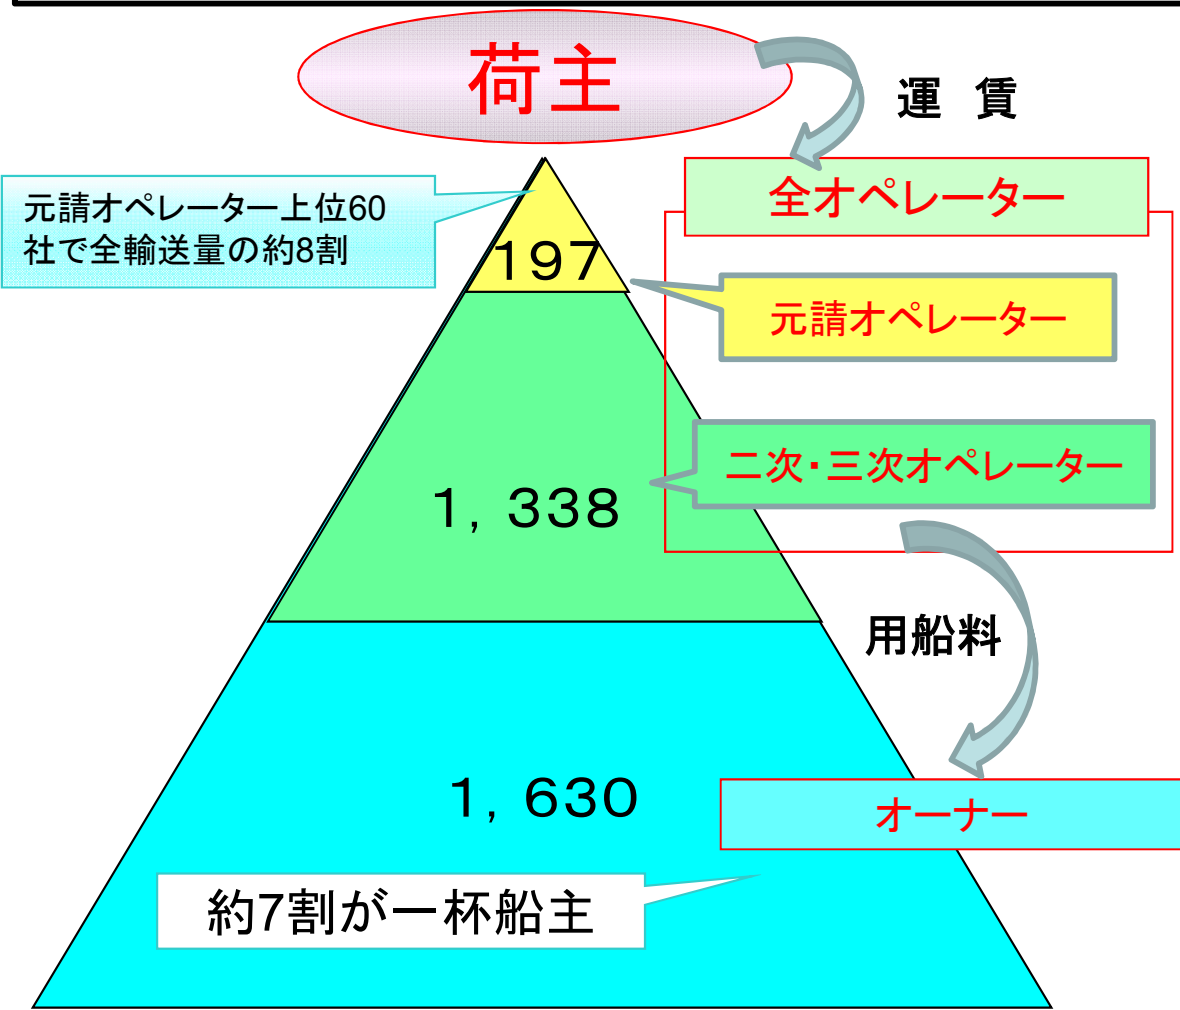 荷主
運　賃
全オペレーター
元請オペレーター上位60
社で全輸送量の約8割
197
元請オペレーター
二次・三次オペレーター
1，338
用船料
1，630
オーナー
約7割が一杯船主